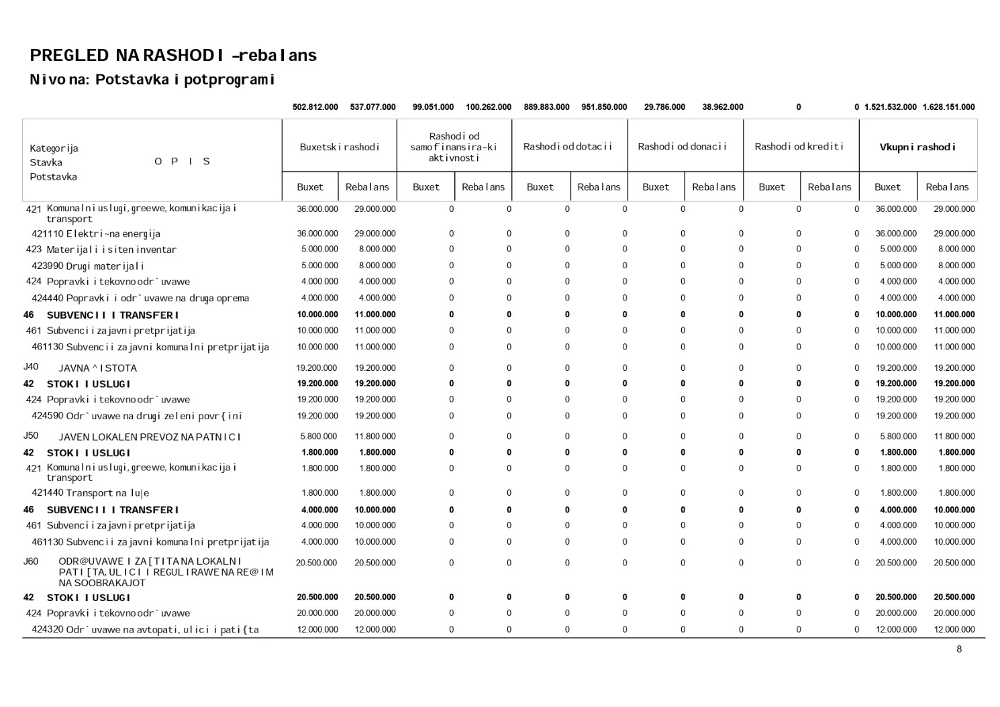 PREGLED NA RASHODI -rebalans
Nivo na: Potstavka i potprogrami
502.812.000 537.077.000 99.051.000 100.262.000 889.883.000 951.850.000 29.786.000 38.962.000 0 0 1.521.532.000 1.628.151.000
Kategorija
Stavka
Potstavka
O P I S
Buxetski rashodi
Rashodi od
samofinansira~ki
aktivnosti
Rashodi od dotacii
Rashodi od donacii
Rashodi od krediti
Vkupni rashodi
Buxet Rebalans Buxet Rebalans Buxet Rebalans Buxet Rebalans Buxet Rebalans Buxet Rebalans
421 Komunalni uslugi, greewe, komunikacija i 36.000.000 29.000.000 0 0 0 0 0 0 0 0 36.000.000 29.000.000
transport
421110 Elektri~na energija 36.000.000 29.000.000 0 0 0 0 0 0 0 0 36.000.000 29.000.000
423 Materijali i siten inventar 5.000.000 8.000.000 0 0 0 0 0 0 0 0 5.000.000 8.000.000
423990 Drugi materijali 5.000.000 8.000.000 0 0 0 0 0 0 0 0 5.000.000 8.000.000
424 Popravki i tekovno odr`uvawe 4.000.000 4.000.000 0 0 0 0 0 0 0 0 4.000.000 4.000.000
424440 Popravki i odr`uvawe na druga oprema 4.000.000 4.000.000 0 0 0 0 0 0 0 0 4.000.000 4.000.000
46 SUBVENCII I TRANSFERI 10.000.000 11.000.000 0 0 0 0 0 0 0 0 10.000.000 11.000.000
461 Subvencii za javni pretprijatija 10.000.000 11.000.000 0 0 0 0 0 0 0 0 10.000.000 11.000.000
461130 Subvencii za javni komunalni pretprijatija 10.000.000 11.000.000 0 0 0 0 0 0 0 0 10.000.000 11.000.000
J40 JAVNA ^ISTOTA 19.200.000 19.200.000 0 0 0 0 0 0 0 0 19.200.000 19.200.000
42 STOKI I USLUGI 19.200.000 19.200.000 0 0 0 0 0 0 0 0 19.200.000 19.200.000
424 Popravki i tekovno odr`uvawe 19.200.000 19.200.000 0 0 0 0 0 0 0 0 19.200.000 19.200.000
424590 Odr`uvawe na drugi zeleni povr{ini 19.200.000 19.200.000 0 0 0 0 0 0 0 0 19.200.000 19.200.000
J50 JAVEN LOKALEN PREVOZ NA PATNICI 5.800.000 11.800.000 0 0 0 0 0 0 0 0 5.800.000 11.800.000
42 STOKI I USLUGI 1.800.000 1.800.000 0 0 0 0 0 0 0 0 1.800.000 1.800.000
421 Komunalni uslugi, greewe, komunikacija i 1.800.000 1.800.000 0 0 0 0 0 0 0 0 1.800.000 1.800.000
transport
421440 Transport na lu|e 1.800.000 1.800.000 0 0 0 0 0 0 0 0 1.800.000 1.800.000
46 SUBVENCII I TRANSFERI 4.000.000 10.000.000 0 0 0 0 0 0 0 0 4.000.000 10.000.000
461 Subvencii za javni pretprijatija 4.000.000 10.000.000 0 0 0 0 0 0 0 0 4.000.000 10.000.000
461130 Subvencii za javni komunalni pretprijatija 4.000.000 10.000.000 0 0 0 0 0 0 0 0 4.000.000 10.000.000
J60 ODR@UVAWE I ZA[TITA NA LOKALNI 20.500.000 20.500.000 0 0 0 0 0 0 0 0 20.500.000 20.500.000
PATI[TA, ULICI I REGULIRAWE NA RE@IM
NA SOOBRAKAJOT
42 STOKI I USLUGI 20.500.000 20.500.000 0 0 0 0 0 0 0 0 20.500.000 20.500.000
424 Popravki i tekovno odr`uvawe 20.000.000 20.000.000 0 0 0 0 0 0 0 0 20.000.000 20.000.000
424320 Odr`uvawe na avtopati, ulici i pati{ta 12.000.000 12.000.000 0 0 0 0 0 0 0 0 12.000.000 12.000.000
8